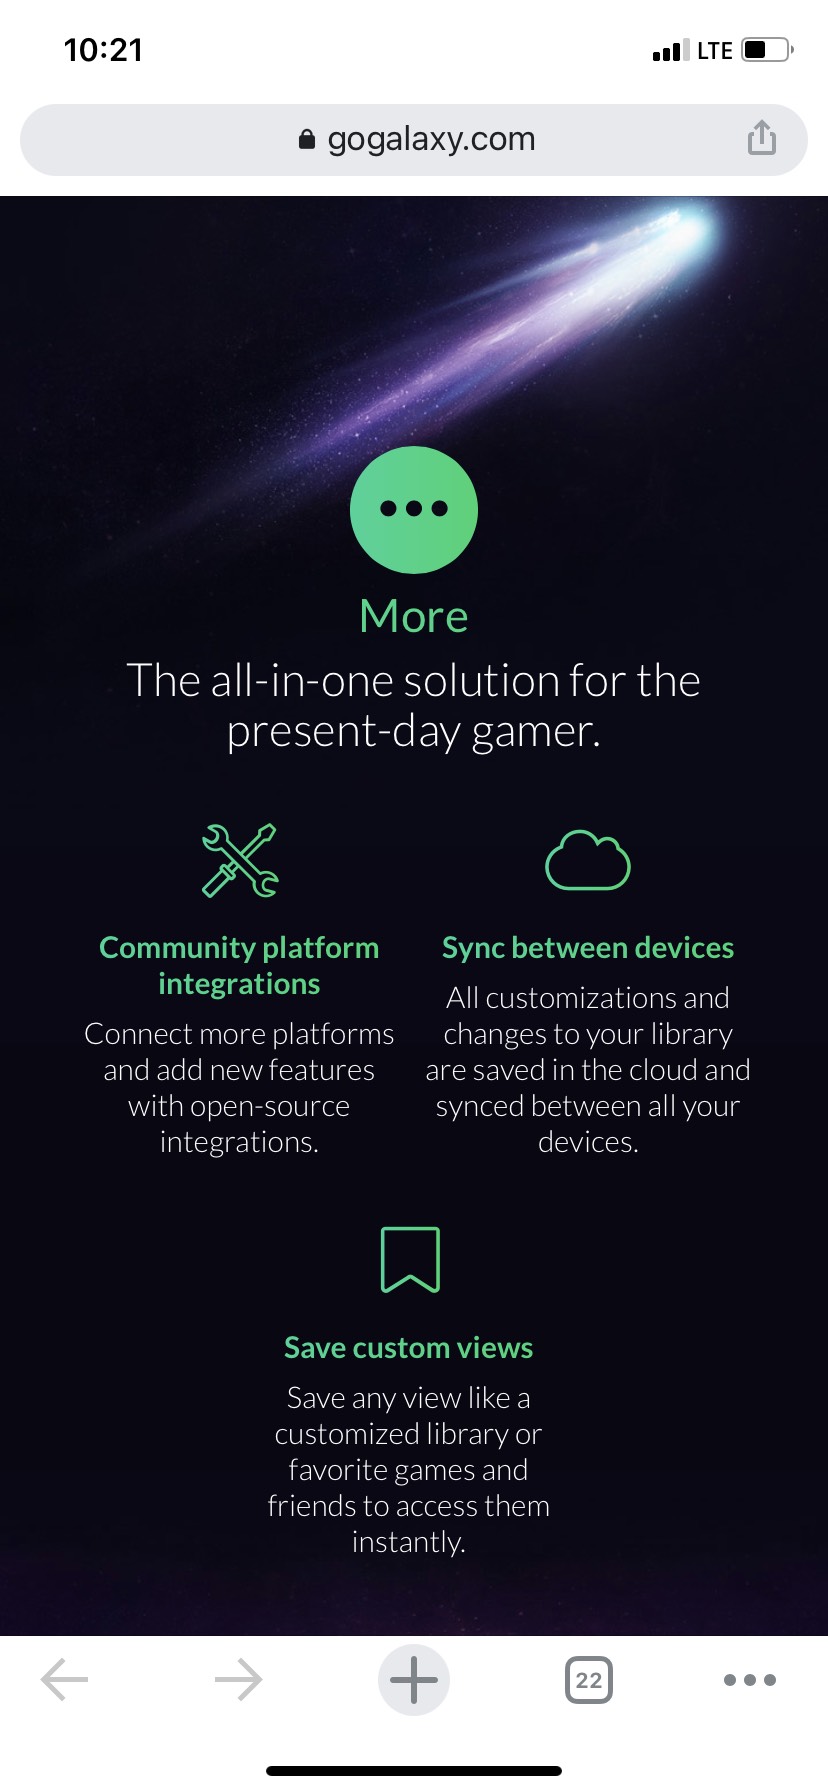 10:21
LTE
gogalaxy.com
More
The all-in-one solution for the
present-day gamer.
Community platform
integrations
Connect more platforms
and add new features
with open-source
integrations.
Sync between devices
All customizations and
changes to your library
are saved in the cloud and
synced between all your
devices.
Save custom views
Save any view like a
customized library or
favorite games and
friends to access them
instantly.
22